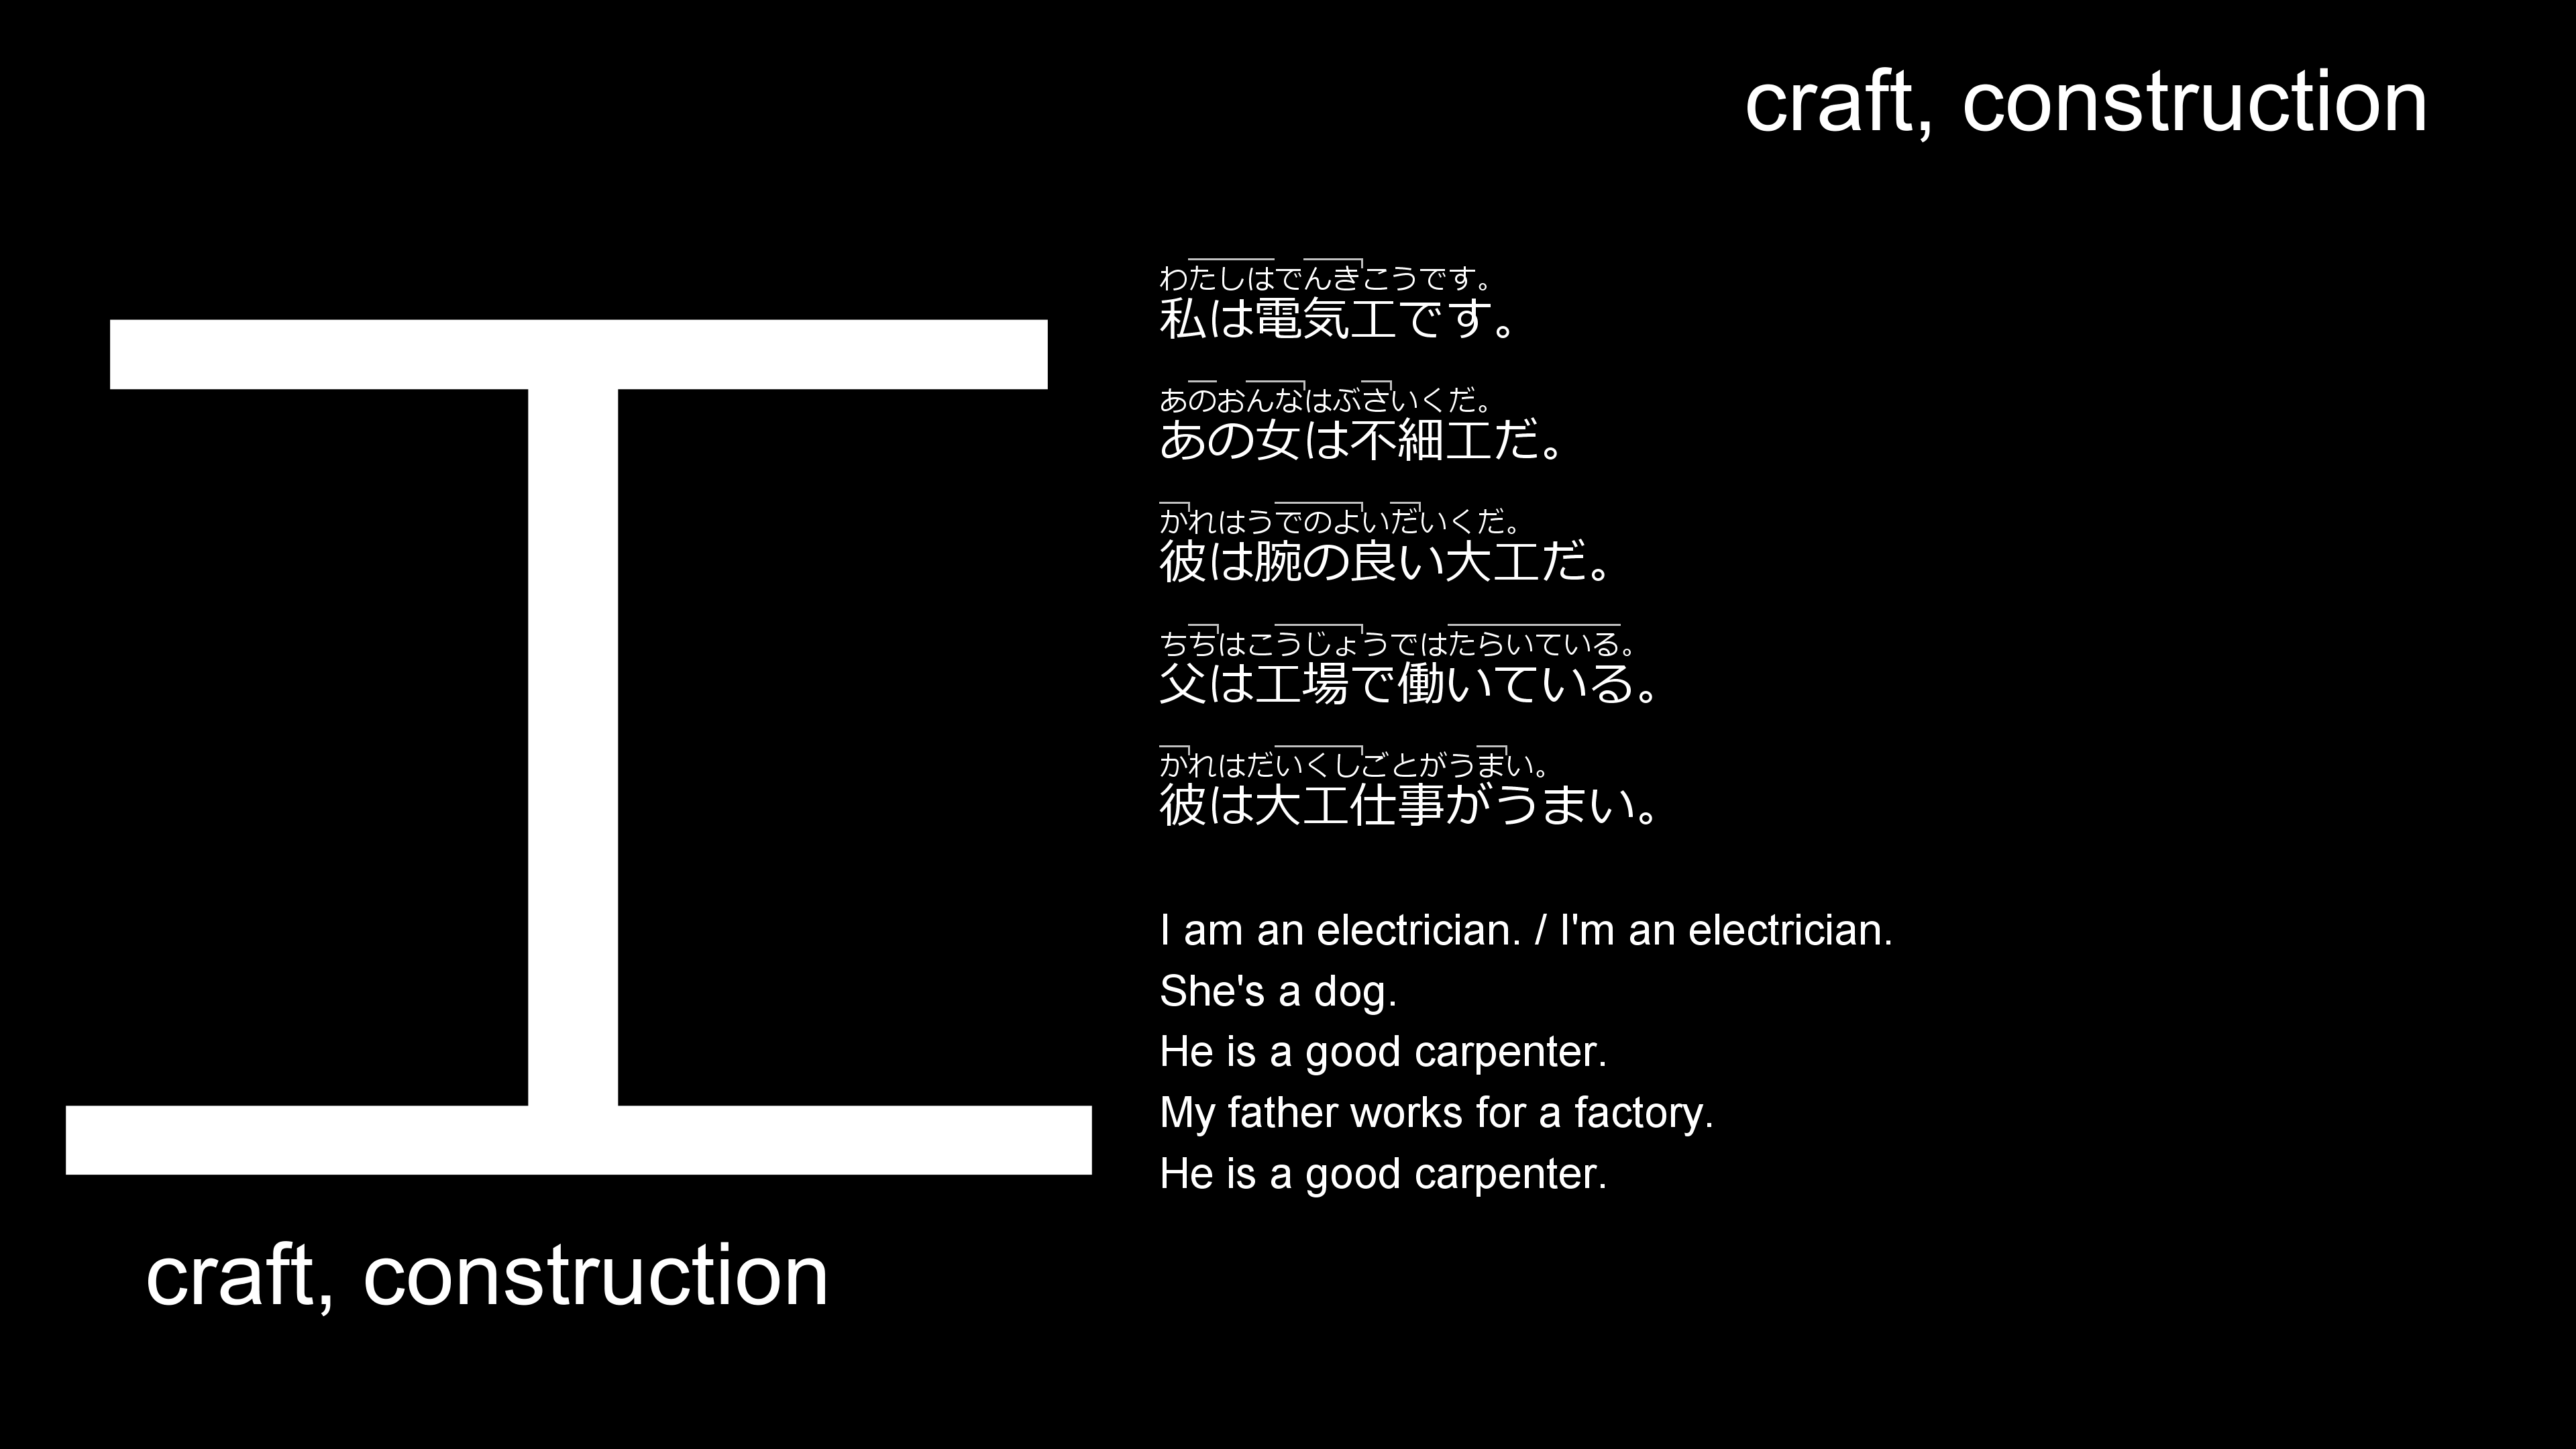 craft, construction
工
craft, construction
わたしはでんきこうです。
私は電気工です。
あのおんなはぶさいくだ。
あの女は不細工だ。
かれはうでのよいだいくだ。
彼は腕の良い大工だ。
ちちはこうじょうではたらいている。
父は工場で働いている。
かれはだいくしごとがうまい。
彼は大工仕事がうまい。
I am an electrician. / I'm an electrician.
She's a dog.
He is a good carpenter.
My father works for a factory.
He is a good carpenter.